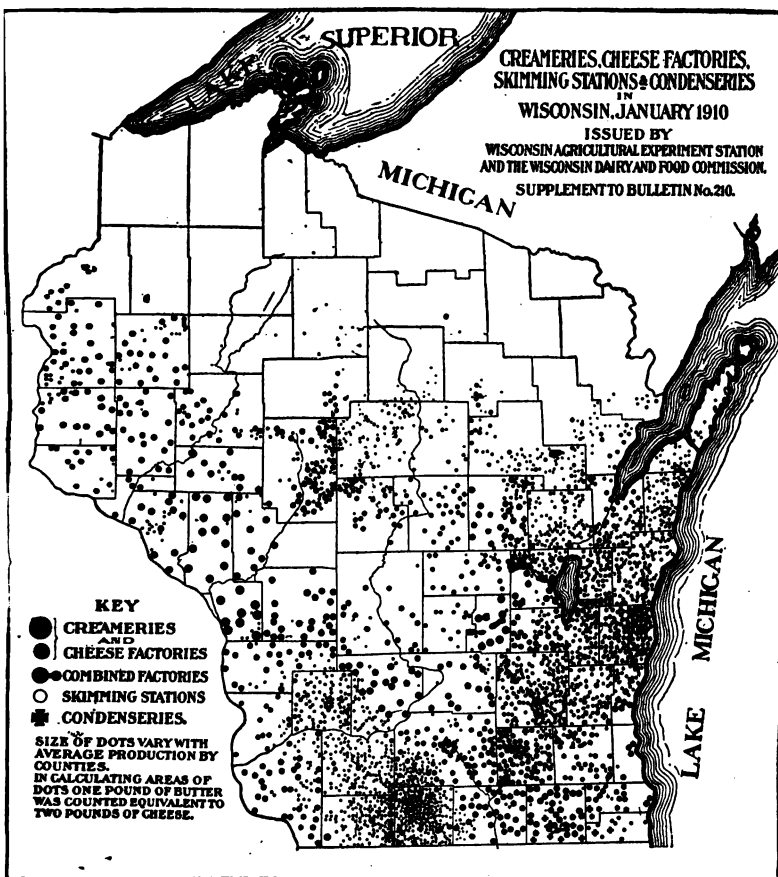 LAKE SUPERIOR
CREAMERIES, CHEESE FACTORIES,
SKIMMING STATIONS & CONDENSERIES
IN
WISCONSIN, JANUARY 1910
ISSUED BY
WISCONSIN AGRICULTURAL EXPERIMENT STATION
AND THE WISCONSIN DAIRY AND FOOD COMMISSION.
SUPPLEMENT TO BULLETIN No. 210.
MICHIGAN
LAKE MICHIGAN
KEY
CREAMERIES
AND
CHEESE FACTORIES
COMBINED FACTORIES
SKIMMING STATIONS
CONDENSERIES.
SIZE OF DOTS VARY WITH
AVERAGE PRODUCTION BY
COUNTIES.
IN CALCULATING AREAS OF
DOTS ONE POUND OF BUTTER
WAS COUNTED EQUIVALENT TO
TWO POUNDS OF CHEESE.